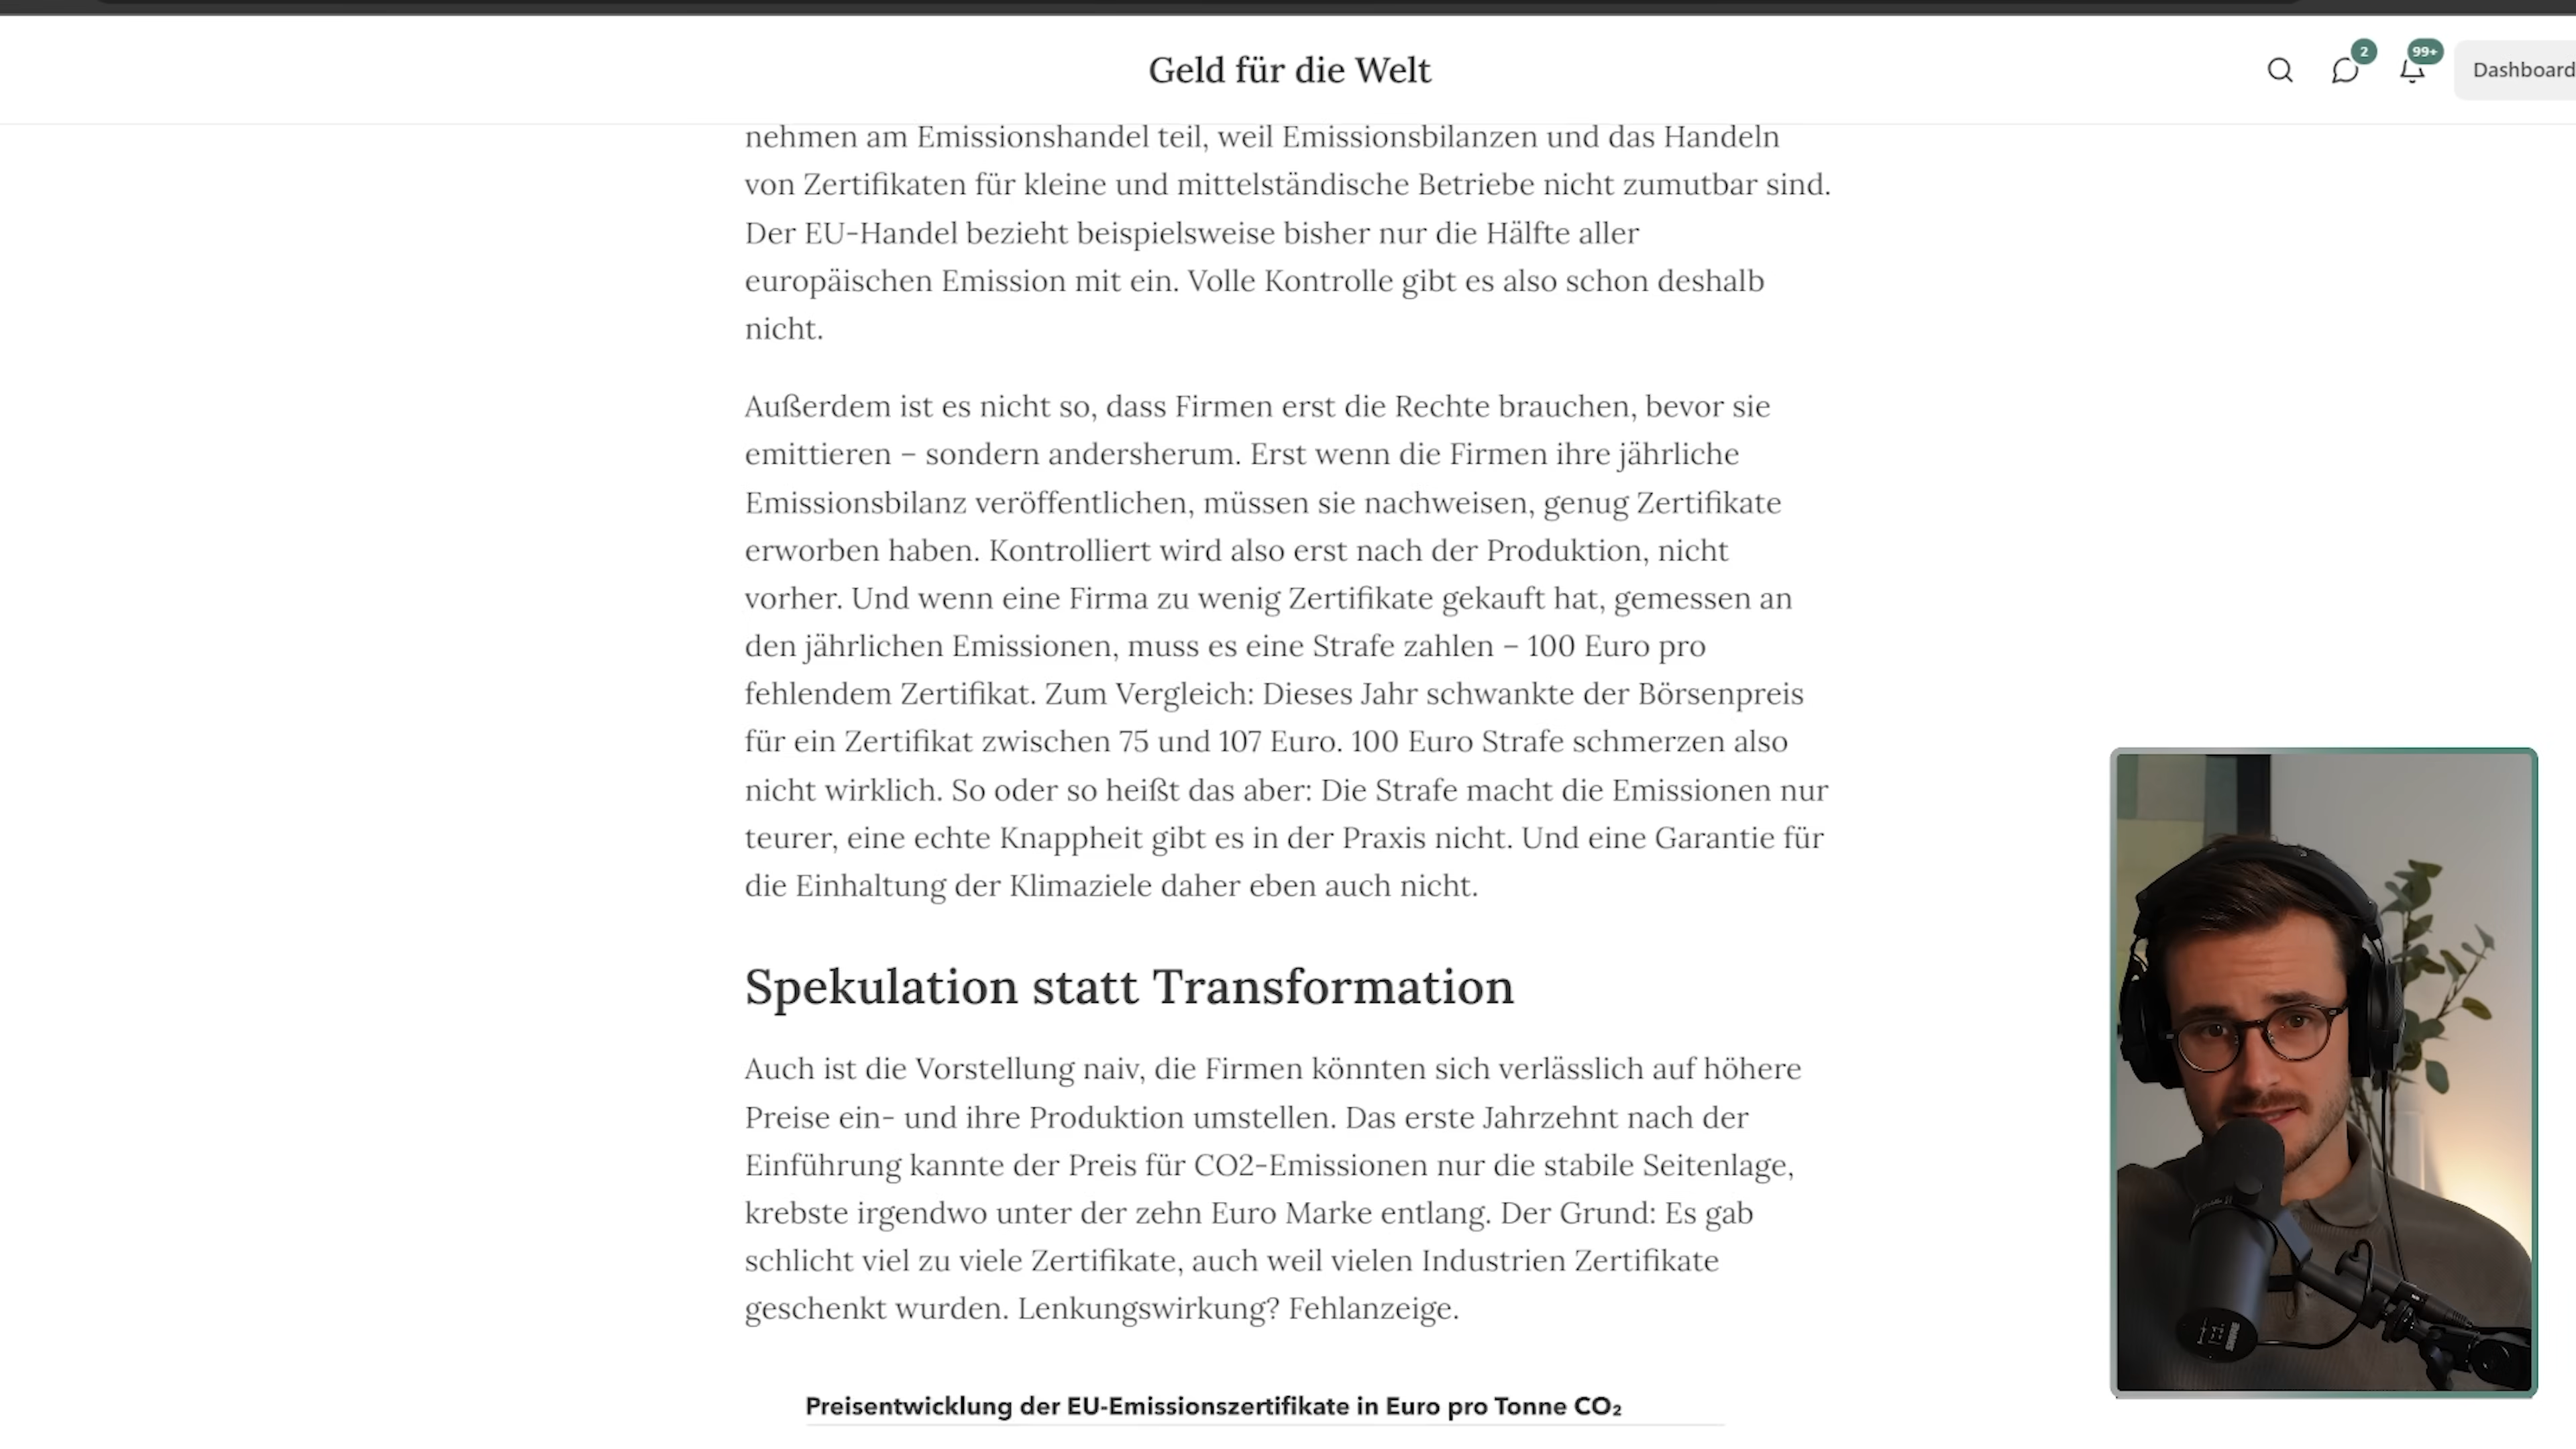 Geld für die Welt
2
99+
Dashboard
nehmen am Emissionshandel teil, weil Emissionsbilanzen und das Handeln
von Zertifikaten für kleine und mittelständische Betriebe nicht zumutbar sind.
Der EU-Handel bezieht beispielsweise bisher nur die Hälfte aller
europäischen Emission mit ein. Volle Kontrolle gibt es also schon deshalb
nicht.
Außerdem ist es nicht so, dass Firmen erst die Rechte brauchen, bevor sie
emittieren – sondern andersherum. Erst wenn die Firmen ihre jährliche
Emissionsbilanz veröffentlichen, müssen sie nachweisen, genug Zertifikate
erworben haben. Kontrolliert wird also erst nach der Produktion, nicht
vorher. Und wenn eine Firma zu wenig Zertifikate gekauft hat, gemessen an
den jährlichen Emissionen, muss es eine Strafe zahlen – 100 Euro pro
fehlendem Zertifikat. Zum Vergleich: Dieses Jahr schwankte der Börsenpreis
für ein Zertifikat zwischen 75 und 107 Euro. 100 Euro Strafe schmerzen also
nicht wirklich. So oder so heißt das aber: Die Strafe macht die Emissionen nur
teurer, eine echte Knappheit gibt es in der Praxis nicht. Und eine Garantie für
die Einhaltung der Klimaziele daher eben auch nicht.
Spekulation statt Transformation
Auch ist die Vorstellung naiv, die Firmen könnten sich verlässlich auf höhere
Preise ein- und ihre Produktion umstellen. Das erste Jahrzehnt nach der
Einführung kannte der Preis für CO2-Emissionen nur die stabile Seitenlage,
krebste irgendwo unter der zehn Euro Marke entlang. Der Grund: Es gab
schlicht viel zu viele Zertifikate, auch weil vielen Industrien Zertifikate
geschenkt wurden. Lenkungswirkung? Fehlanzeige.
Preisentwicklung der EU-Emissionszertifikate in Euro pro Tonne CO₂
SHURE